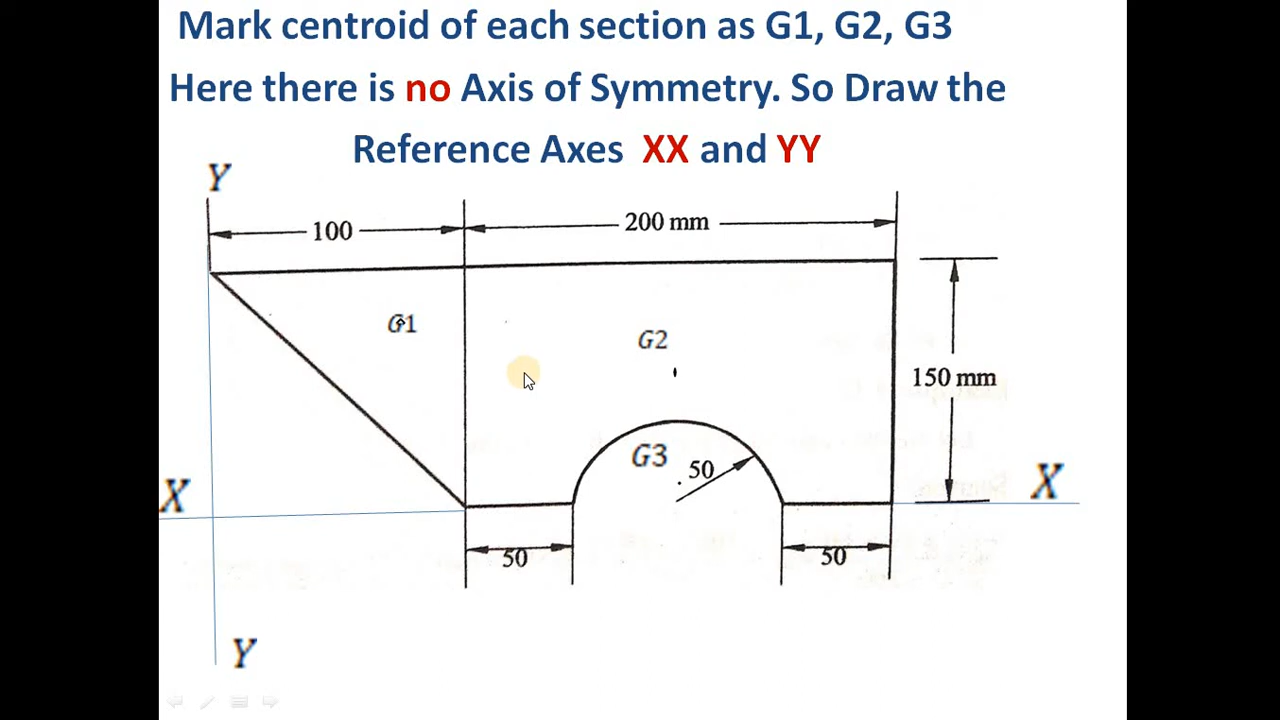 Mark centroid of each section as G1, G2, G3
Here there is no Axis of Symmetry. So Draw the
Reference Axes XX and YY
Y
100
200 mm
G1
G2
150 mm
G3
50
X
X
50
50
Y